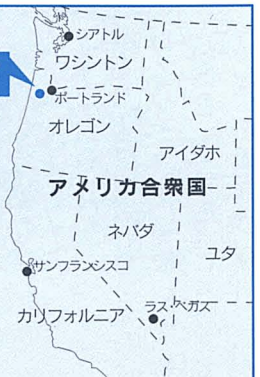 シアトル
ワシントン
ポートランド
オレゴン
アイダホ
アメリカ合衆国
ネバダ
ユタ
サンフランシスコ
カリフォルニア
ラス・ベガス